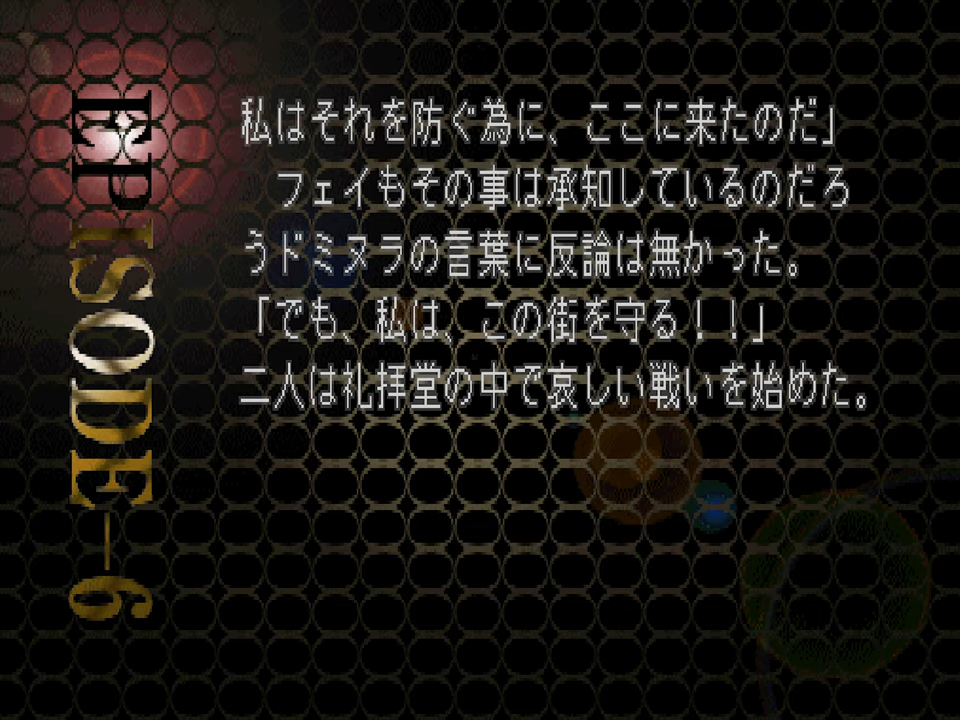 EPISODE-6
私はそれを防ぐ為に、ここに来たのだ」
　フェイもその事は承知しているのだろ
うドミヌラの言葉に反論は無かった。
「でも、私は、この街を守る！！」
二人は礼拝堂の中で哀しい戦いを始めた。